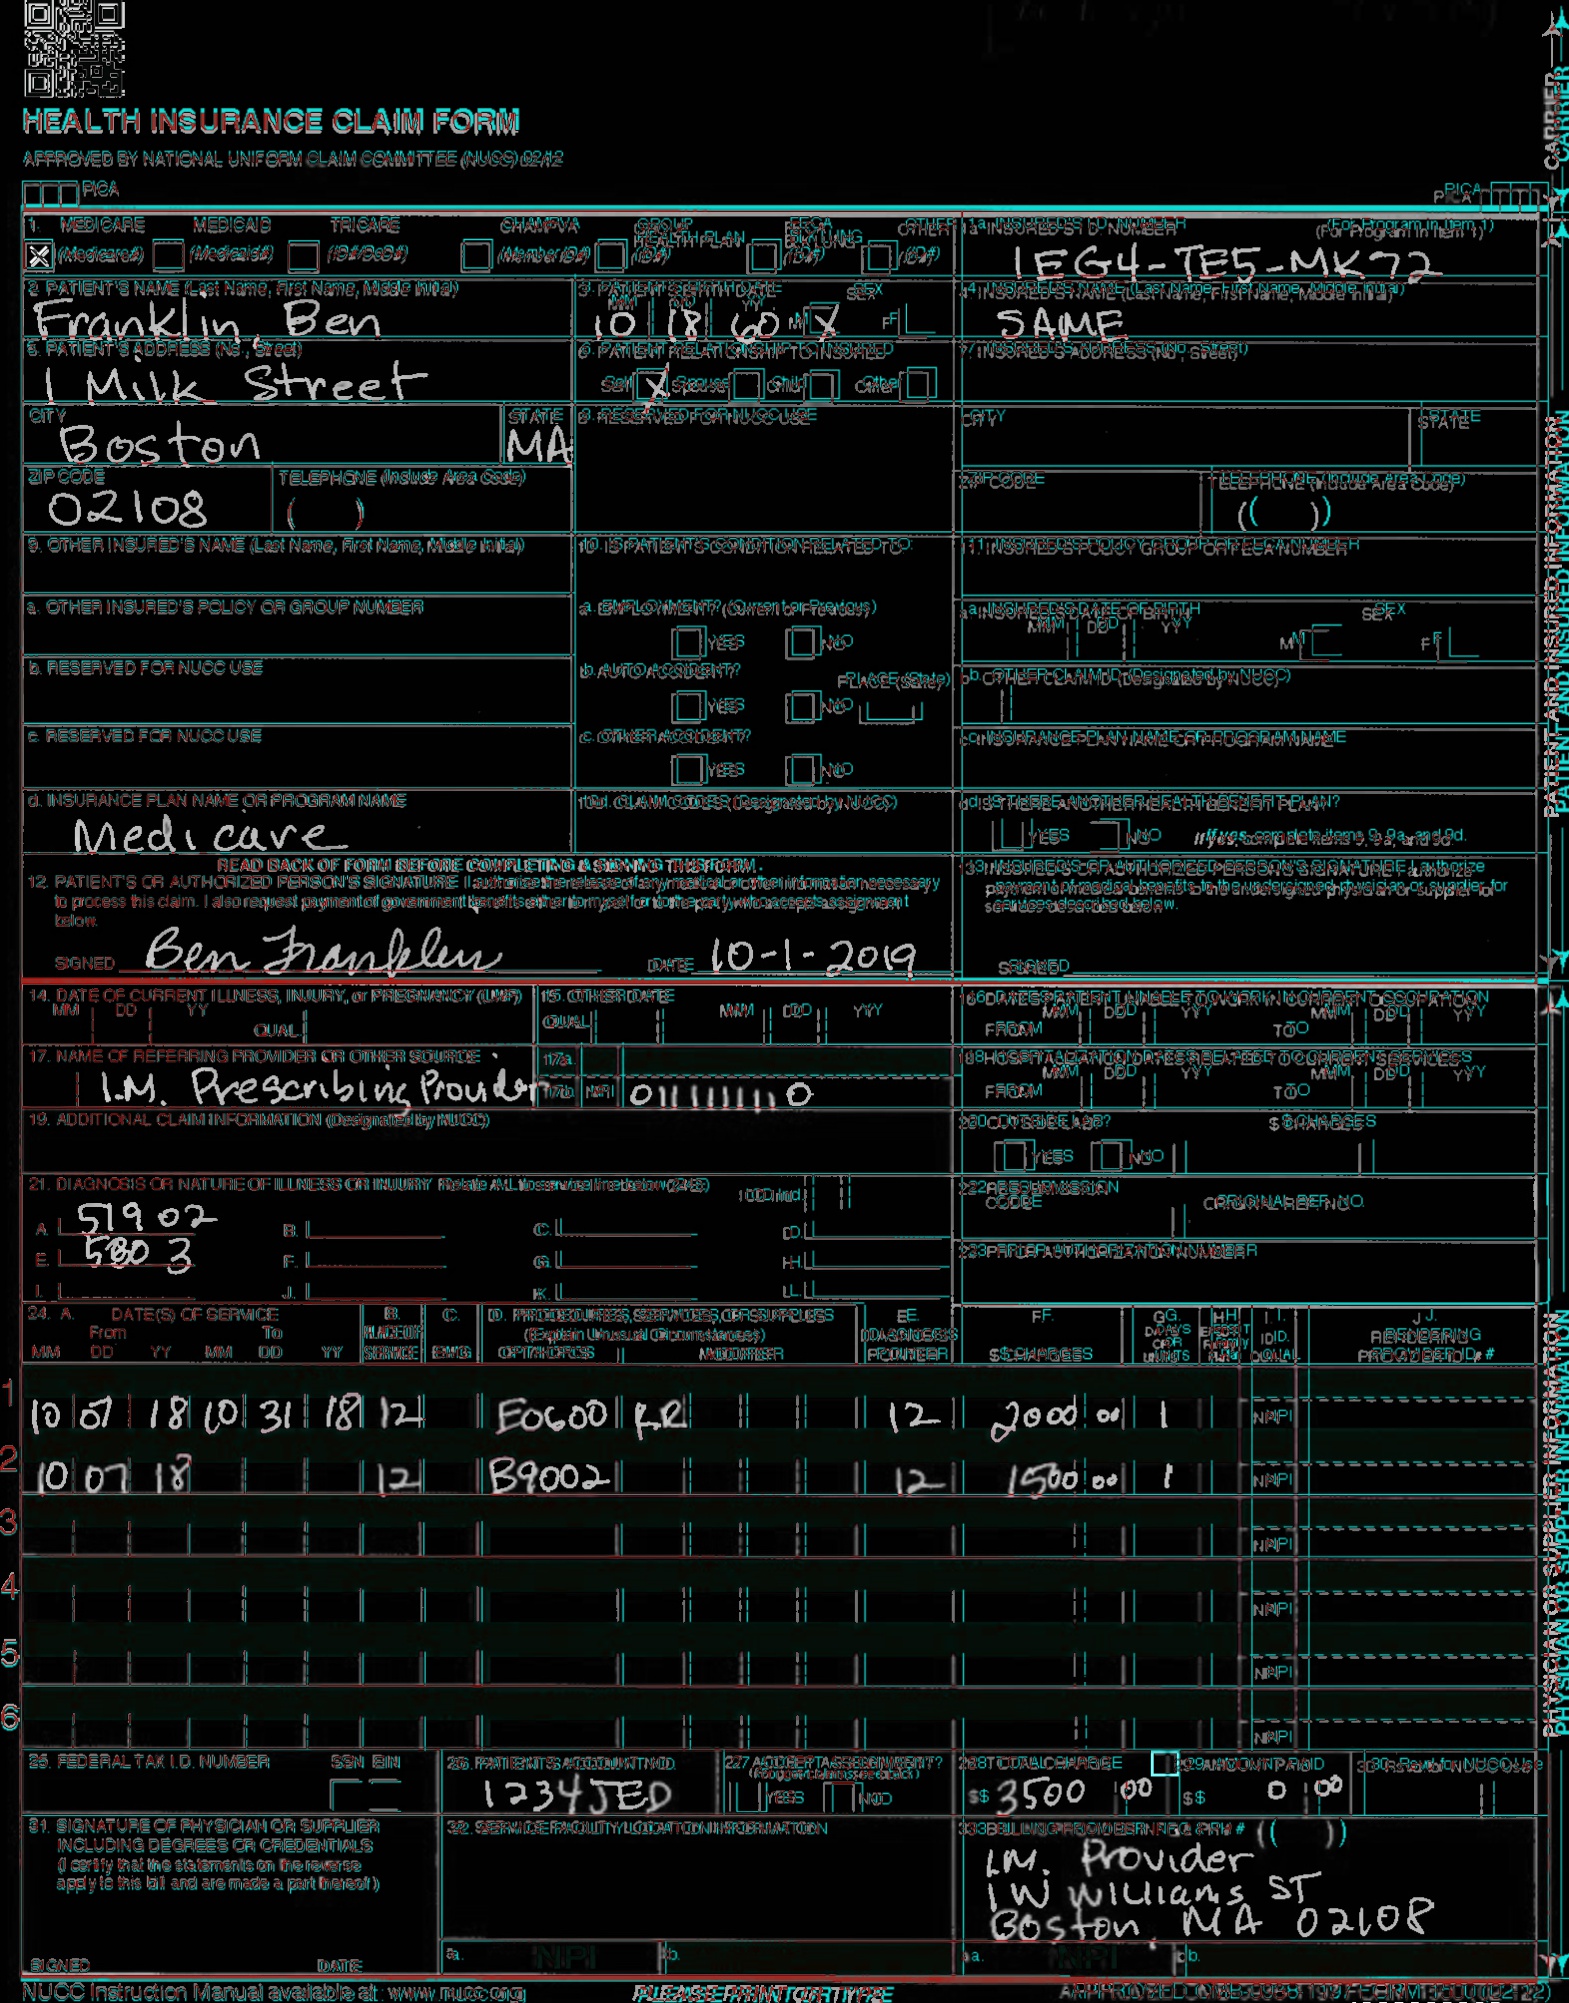 HEALTH INSURANCE CLAIM FORM
APPROVED BY NATIONAL UNIFORM CLAIM COMMITTEE (NUCC) 02/12
PICA
PICA
CARRIER
1. MEDICARE MEDICAID TRICARE CHAMPVA GROUP HEALTH PLAN FECA BLK LUNG OTHER
(Medicare#) (Medicaid#) (ID#/DoD#) (Member ID#) (ID#) (ID#) (ID#)
1a. INSURED'S I.D. NUMBER (For Program in Item 1)
1EG4-TE5-MK72
2. PATIENT'S NAME (Last Name, First Name, Middle Initial)
Franklin, Ben
3. PATIENT'S BIRTH DATE SEX
MM DD YY
10 18 60 M X F
4. INSURED'S NAME (Last Name, First Name, Middle Initial)
SAME
5. PATIENT'S ADDRESS (No., Street)
1 Milk Street
6. PATIENT RELATIONSHIP TO INSURED
Self X Spouse Child Other
7. INSURED'S ADDRESS (No., Street)
CITY STATE
Boston MA
8. RESERVED FOR NUCC USE
CITY STATE
ZIP CODE TELEPHONE (Include Area Code)
02108 ( )
ZIP CODE TELEPHONE (Include Area Code)
( )
9. OTHER INSURED'S NAME (Last Name, First Name, Middle Initial)
10. IS PATIENT'S CONDITION RELATED TO:
11. INSURED'S POLICY GROUP OR FECA NUMBER
a. OTHER INSURED'S POLICY OR GROUP NUMBER
a. EMPLOYMENT? (Current or Previous)
YES NO
a. INSURED'S DATE OF BIRTH SEX
MM DD YY M F
b. RESERVED FOR NUCC USE
b. AUTO ACCIDENT? PLACE (State)
YES NO
b. OTHER CLAIM ID (Designated by NUCC)
c. RESERVED FOR NUCC USE
c. OTHER ACCIDENT?
YES NO
c. INSURANCE PLAN NAME OR PROGRAM NAME
d. INSURANCE PLAN NAME OR PROGRAM NAME
Medicare
10d. CLAIM CODES (Designated by NUCC)
d. IS THERE ANOTHER HEALTH BENEFIT PLAN?
YES NO If yes, complete items 9, 9a, and 9d.
READ BACK OF FORM BEFORE COMPLETING & SIGNING THIS FORM.
12. PATIENT'S OR AUTHORIZED PERSON'S SIGNATURE I authorize the release of any medical or other information necessary
to process this claim. I also request payment of government benefits either to myself or to the party who accepts assignment
below.
SIGNED Ben Franklin DATE 10-1-2019
13. INSURED'S OR AUTHORIZED PERSON'S SIGNATURE I authorize
payment of medical benefits to the undersigned physician or supplier for
services described below.
SIGNED
PATIENT AND INSURED INFORMATION
14. DATE OF CURRENT ILLNESS, INJURY, or PREGNANCY (LMP)
MM DD YY QUAL.
15. OTHER DATE
QUAL. MM DD YY
16. DATES PATIENT UNABLE TO WORK IN CURRENT OCCUPATION
MM DD YY MM DD YY
FROM TO
17. NAME OF REFERRING PROVIDER OR OTHER SOURCE
I.M. Prescribing Provider
17a.
17b. NPI
18. HOSPITALIZATION DATES RELATED TO CURRENT SERVICES
MM DD YY MM DD YY
FROM TO
19. ADDITIONAL CLAIM INFORMATION (Designated by NUCC)
20. OUTSIDE LAB? $ CHARGES
YES NO
21. DIAGNOSIS OR NATURE OF ILLNESS OR INJURY Relate A-L to service line below (24E) ICD Ind.
A. 519 02 B. C. D.
E. F. G. H.
I. J. K. L.
22. RESUBMISSION CODE ORIGINAL REF. NO.
23. PRIOR AUTHORIZATION NUMBER
24. A. DATE(S) OF SERVICE B. C. D. PROCEDURES, SERVICES, OR SUPPLIES E. F. G. H. I. J.
From To PLACE OF (Explain Unusual Circumstances) DIAGNOSIS DAYS OR UNITS EPSDT Family Plan ID. RENDERING
MM DD YY MM DD YY SERVICE EMG CPT/HCPCS MODIFIER POINTER $ CHARGES QUAL. PROVIDER ID. #
1 10 07 18 10 31 18 12 E0600 RR 12 2000 00 1 NPI
2 10 07 18 12 B9002 12 1500 00 1 NPI
3 NPI
4 NPI
5 NPI
6 NPI
25. FEDERAL TAX I.D. NUMBER SSN EIN
26. PATIENT'S ACCOUNT NO.
1234JED
27. ACCEPT ASSIGNMENT?
(For govt. claims, see back)
YES NO
28. TOTAL CHARGE
$ 3500 00
29. AMOUNT PAID
$ 0 00
30. Rsvd for NUCC Use
31. SIGNATURE OF PHYSICIAN OR SUPPLIER
INCLUDING DEGREES OR CREDENTIALS
(I certify that the statements on the reverse
apply to this bill and are made a part thereof.)
SIGNED DATE
32. SERVICE FACILITY LOCATION INFORMATION
a. NPI b.
33. BILLING PROVIDER INFO & PH # ( )
I.M. Provider
1 W Williams ST
Boston, MA 02108
a. NPI b.
PHYSICIAN OR SUPPLIER INFORMATION
NUCC Instruction Manual available at: www.nucc.org
PLEASE PRINT OR TYPE